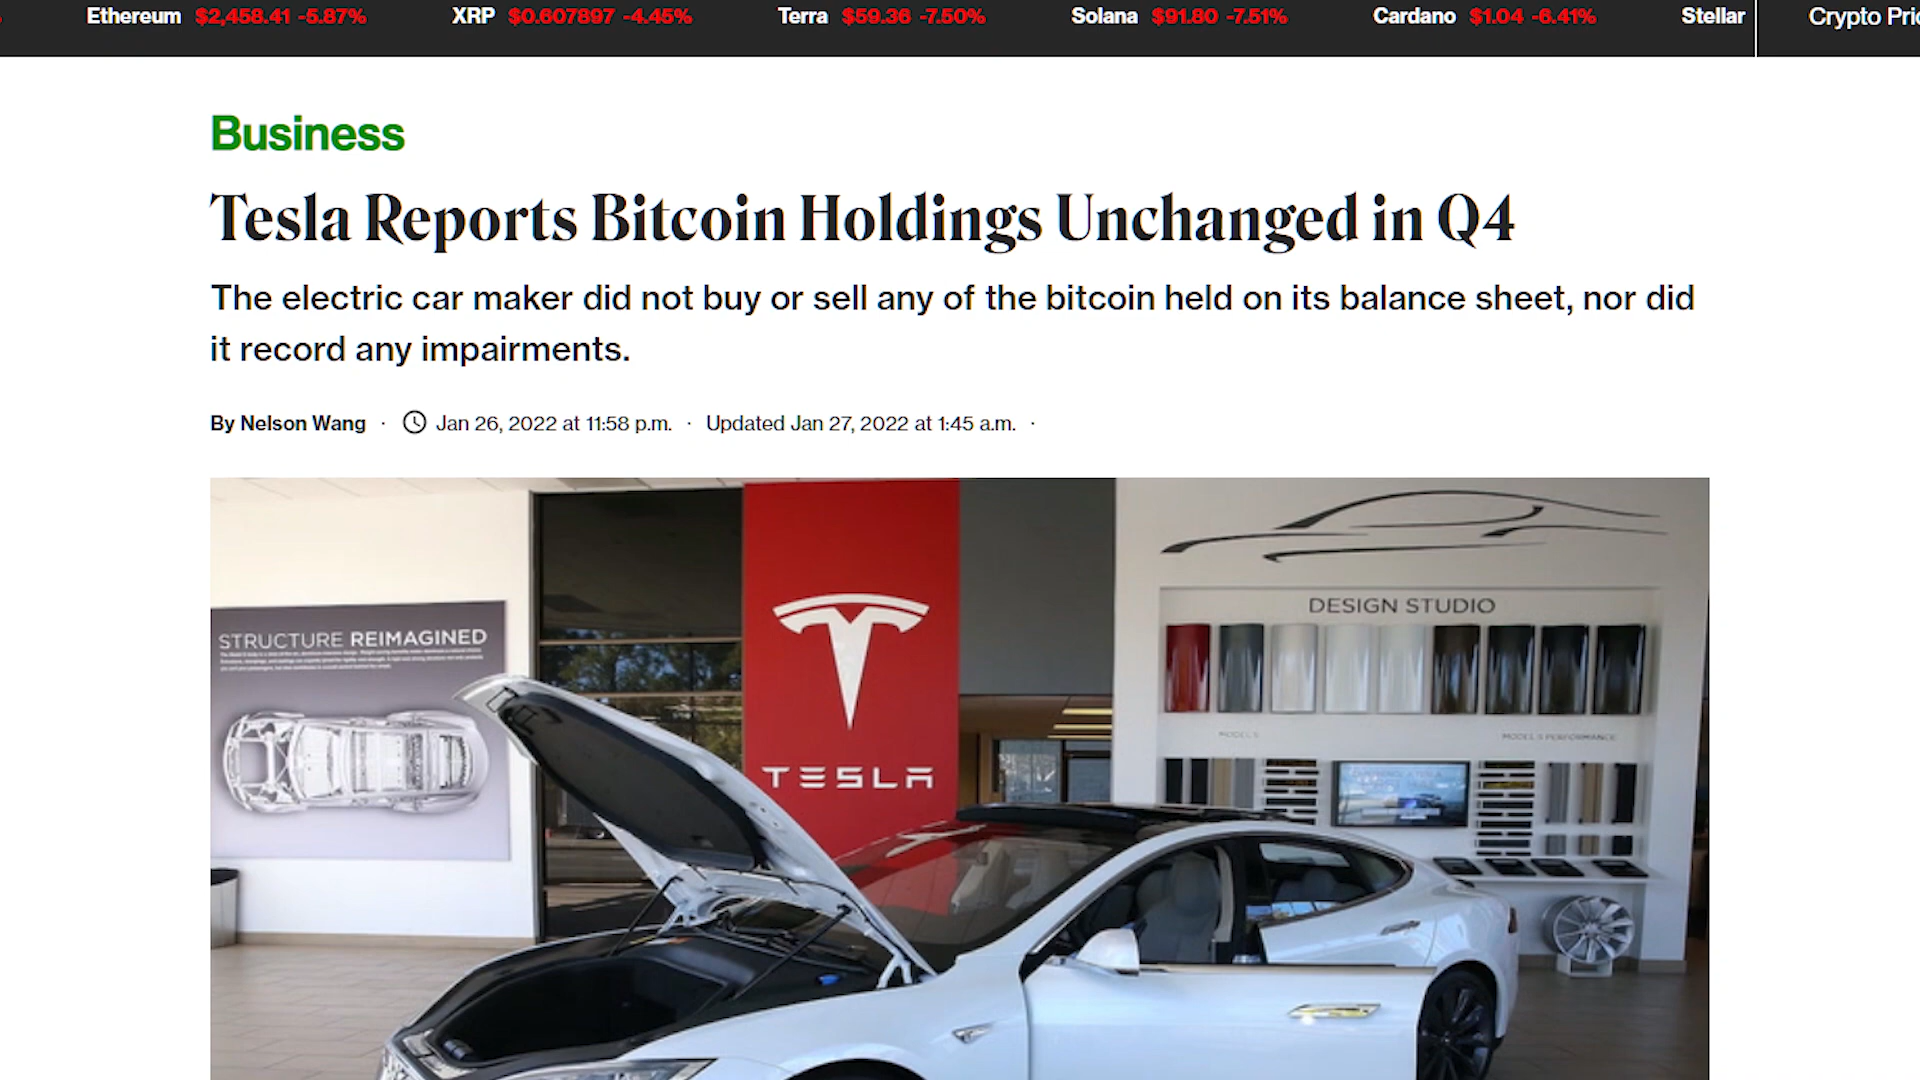 Ethereum $2,458.41 -5.87% XRP $0.607897 -4.45% Terra $59.36 -7.50% Solana $91.80 -7.51% Cardano $1.04 -6.41% Stellar Crypto Pric
Business
Tesla Reports Bitcoin Holdings Unchanged in Q4
The electric car maker did not buy or sell any of the bitcoin held on its balance sheet, nor did
it record any impairments.
By Nelson Wang · Jan 26, 2022 at 11:58 p.m. · Updated Jan 27, 2022 at 1:45 a.m. ·
STRUCTURE REIMAGINED
TESLA
DESIGN STUDIO
MODEL S
MODEL S PERFORMANCE